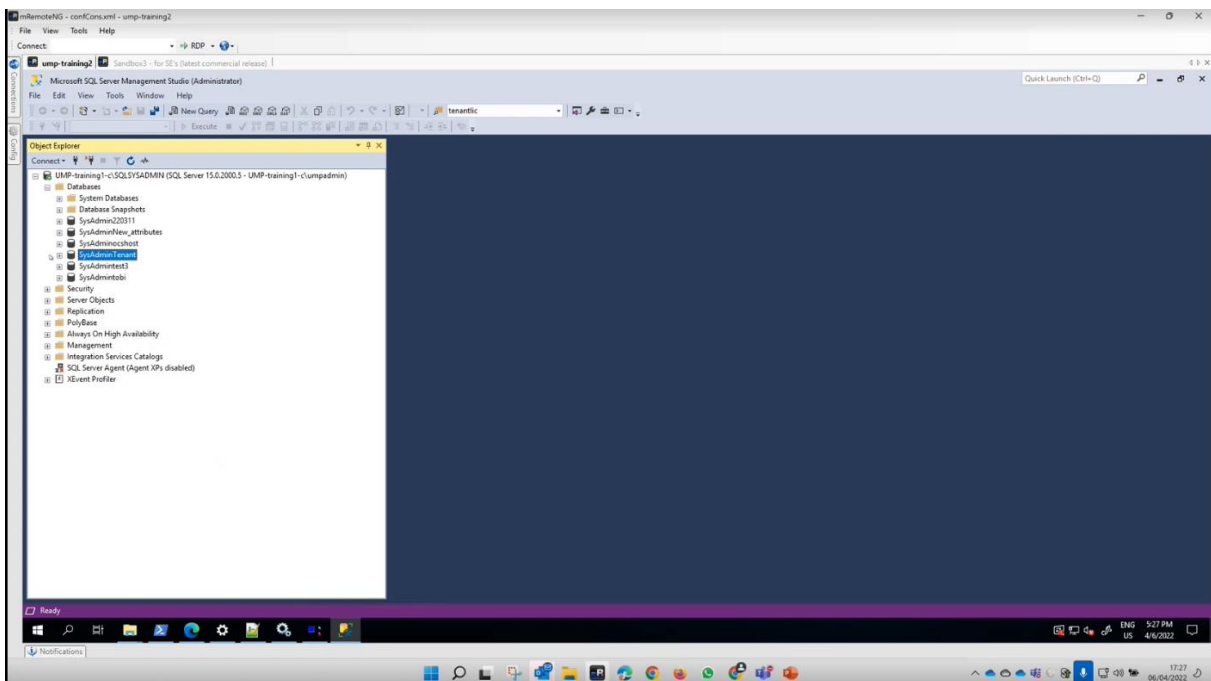 mRemoteNG - confCons.xml - ump-training2
File View Tools Help
Connect: RDP
ump-training2 Sandbox3 - for SE's (latest commercial release)
Connections
Config
Microsoft SQL Server Management Studio (Administrator)
Quick Launch (Ctrl+Q)
File Edit View Tools Window Help
New Query tenantlic
Execute
Object Explorer
Connect
UMP-training1-c\SQLSYSADMIN (SQL Server 15.0.2000.5 - UMP-training1-c\umpadmin)
Databases
System Databases
Database Snapshots
SysAdmin220311
SysAdminNew_attributes
SysAdminocshost
SysAdminTenant
SysAdmintest3
SysAdmintobi
Security
Server Objects
Replication
PolyBase
Always On High Availability
Management
Integration Services Catalogs
SQL Server Agent (Agent XPs disabled)
XEvent Profiler
Ready
ENG 5:27 PM
US 4/6/2022
Notifications
17:27
06/04/2022